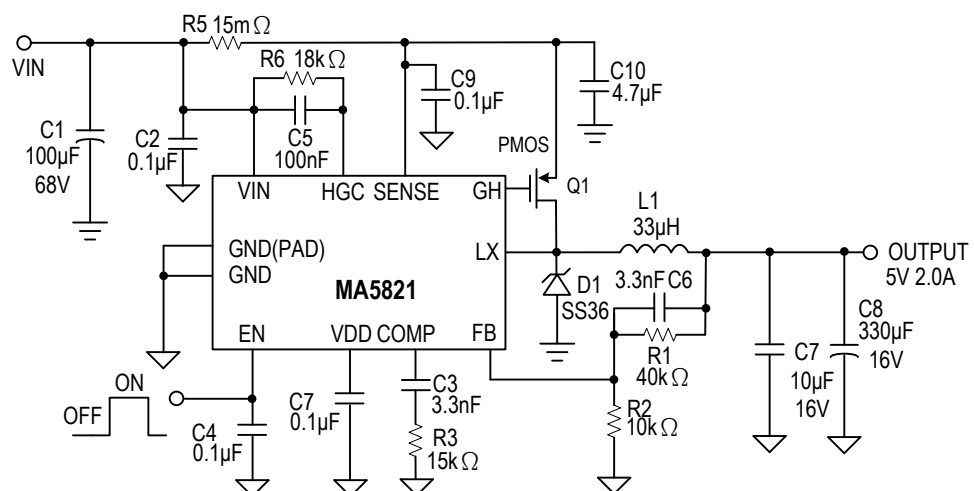 R5 15mΩ
VIN
R6 18kΩ
C9
0.1μF
C10
4.7μF
C1
100μF
68V
C2
0.1μF
C5
100nF
PMOS
Q1
VIN HGC SENSE GH
L1
33μH
GND(PAD)
GND
LX
OUTPUT
5V 2.0A
MA5821
D1
SS36
3.3nF C6
C8
330μF
16V
EN VDD COMP FB
R1
40kΩ
C7
10μF
16V
ON
OFF
C3
3.3nF
C7
0.1μF
R2
10kΩ
C4
0.1μF
R3
15kΩ